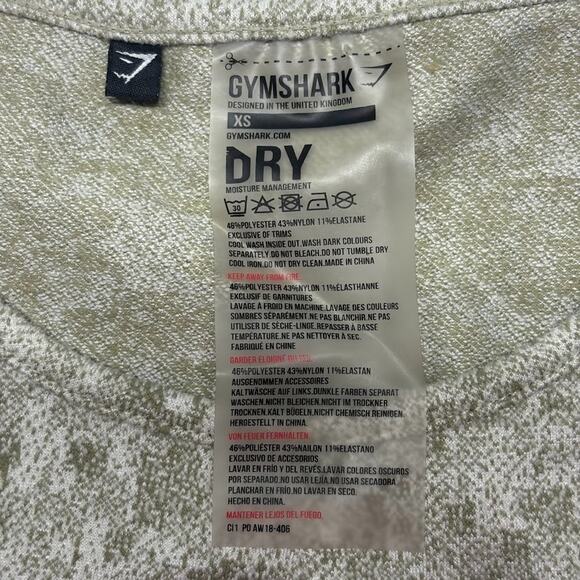 GYMSHARK
DESIGNED IN THE UNITED KINGDOM
XS
GYMSHARK.COM
DRY
MOISTURE MANAGEMENT
30
46%POLYESTER 43%NYLON 11%ELASTANE
EXCLUSIVE OF TRIMS
COOL WASH INSIDE OUT.WASH DARK COLOURS
SEPARATELY.DO NOT BLEACH.DO NOT TUMBLE DRY
COOL IRON.DO NOT DRY CLEAN.MADE IN CHINA
KEEP AWAY FROM FIRE.
46%POLYESTER 43%NYLON 11%ELASTHANNE
EXCLUSIF DE GARNITURES
LAVAGE À FROID EN MACHINE.LAVAGE DES COULEURS
SOMBRES SÉPARÉMENT.NE PAS BLANCHIR.NE PAS
UTILISER DE SÈCHE-LINGE.REPASSER À BASSE
TEMPÉRATURE.NE PAS NETTOYER À SEC.
FABRIQUÉ EN CHINE
GARDER ÉLOIGNÉ DU FEU.
46%POLYESTER 43%NYLON 11%ELASTAN
AUSGENOMMEN ACCESSOIRES
KALTWÄSCHE AUF LINKS.DUNKLE FARBEN SEPARAT
WASCHEN.NICHT BLEICHEN.NICHT IM TROCKNER
TROCKNEN.KALT BÜGELN.NICHT CHEMISCH REINIGEN.
HERGESTELLT IN CHINA.
VON FEUER FERNHALTEN.
46%POLIÉSTER 43%NAILON 11%ELASTANO
EXCLUSIVO DE ACCESORIOS
LAVAR EN FRÍO Y DEL REVÉS.LAVAR COLORES OSCUROS
POR SEPARADO.NO USAR LEJÍA.NO USAR SECADORA.
PLANCHAR EN FRÍO.NO LAVAR EN SECO.
HECHO EN CHINA.
MANTENER LEJOS DEL FUEGO.
CI1 PO AW18-406